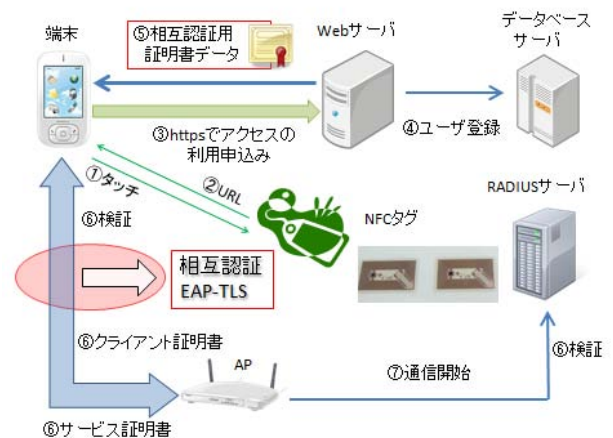 端末
⑤相互認証用
証明書データ
Webサーバ
データベース
サーバ
③httpsでアクセスの
利用申込み
④ユーザ登録
①タッチ
②URL
⑥検証
NFCタグ
RADIUSサーバ
相互認証
EAP-TLS
⑥クライアント証明書
AP
⑦通信開始
⑥検証
⑥サービス証明書